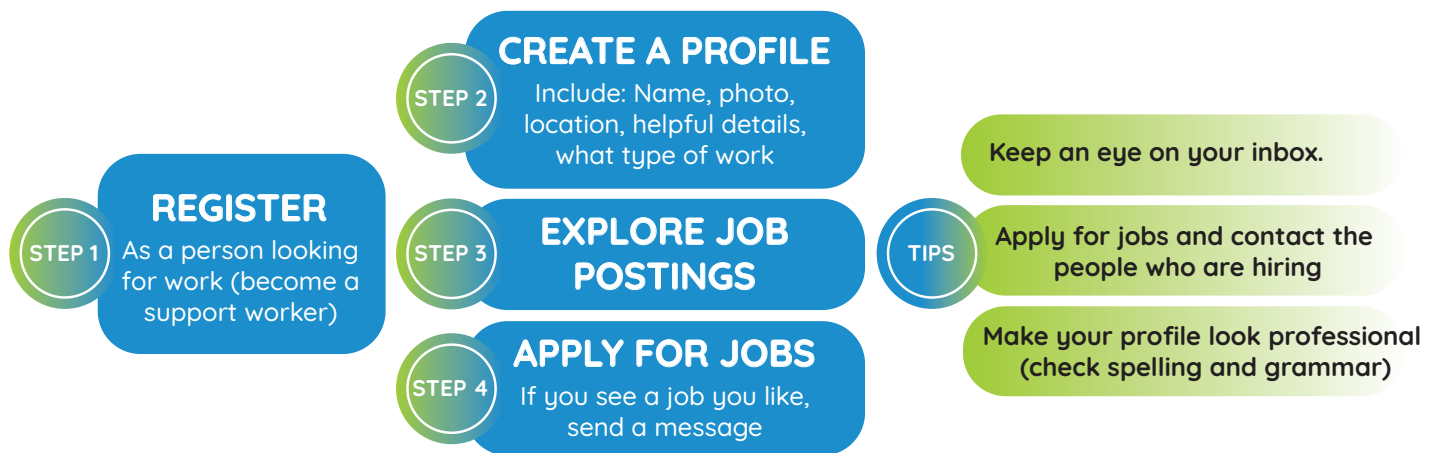 STEP 1
REGISTER
As a person looking
for work (become a
support worker)
STEP 2
CREATE A PROFILE
Include: Name, photo,
location, helpful details,
what type of work
STEP 3
EXPLORE JOB
POSTINGS
STEP 4
APPLY FOR JOBS
If you see a job you like,
send a message
TIPS
Keep an eye on your inbox.
Apply for jobs and contact the
people who are hiring
Make your profile look professional
(check spelling and grammar)